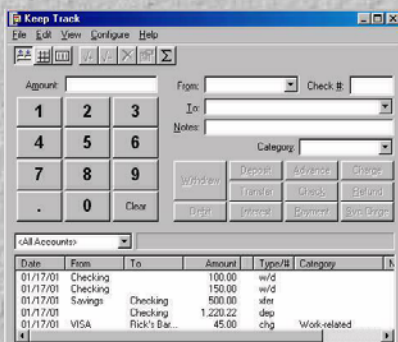 Keep Track
File Edit View Configure Help
Amount: From: Check #:
1 2 3 To:
Notes:
4 5 6 Category:
7 8 9 Withdraw Deposit Advance Charge
Transfer Check Refund
. 0 Clear Debit Interest Payment Svc Chrge
<All Accounts>
Date From To Amount Type/# Category N
01/17/01 Checking 100.00 w/d
01/17/01 Checking 150.00 w/d
01/17/01 Savings Checking 500.00 xfer
01/17/01 Checking 1,220.22 dep
01/17/01 VISA Rick's Bar... 45.00 chg Work-related